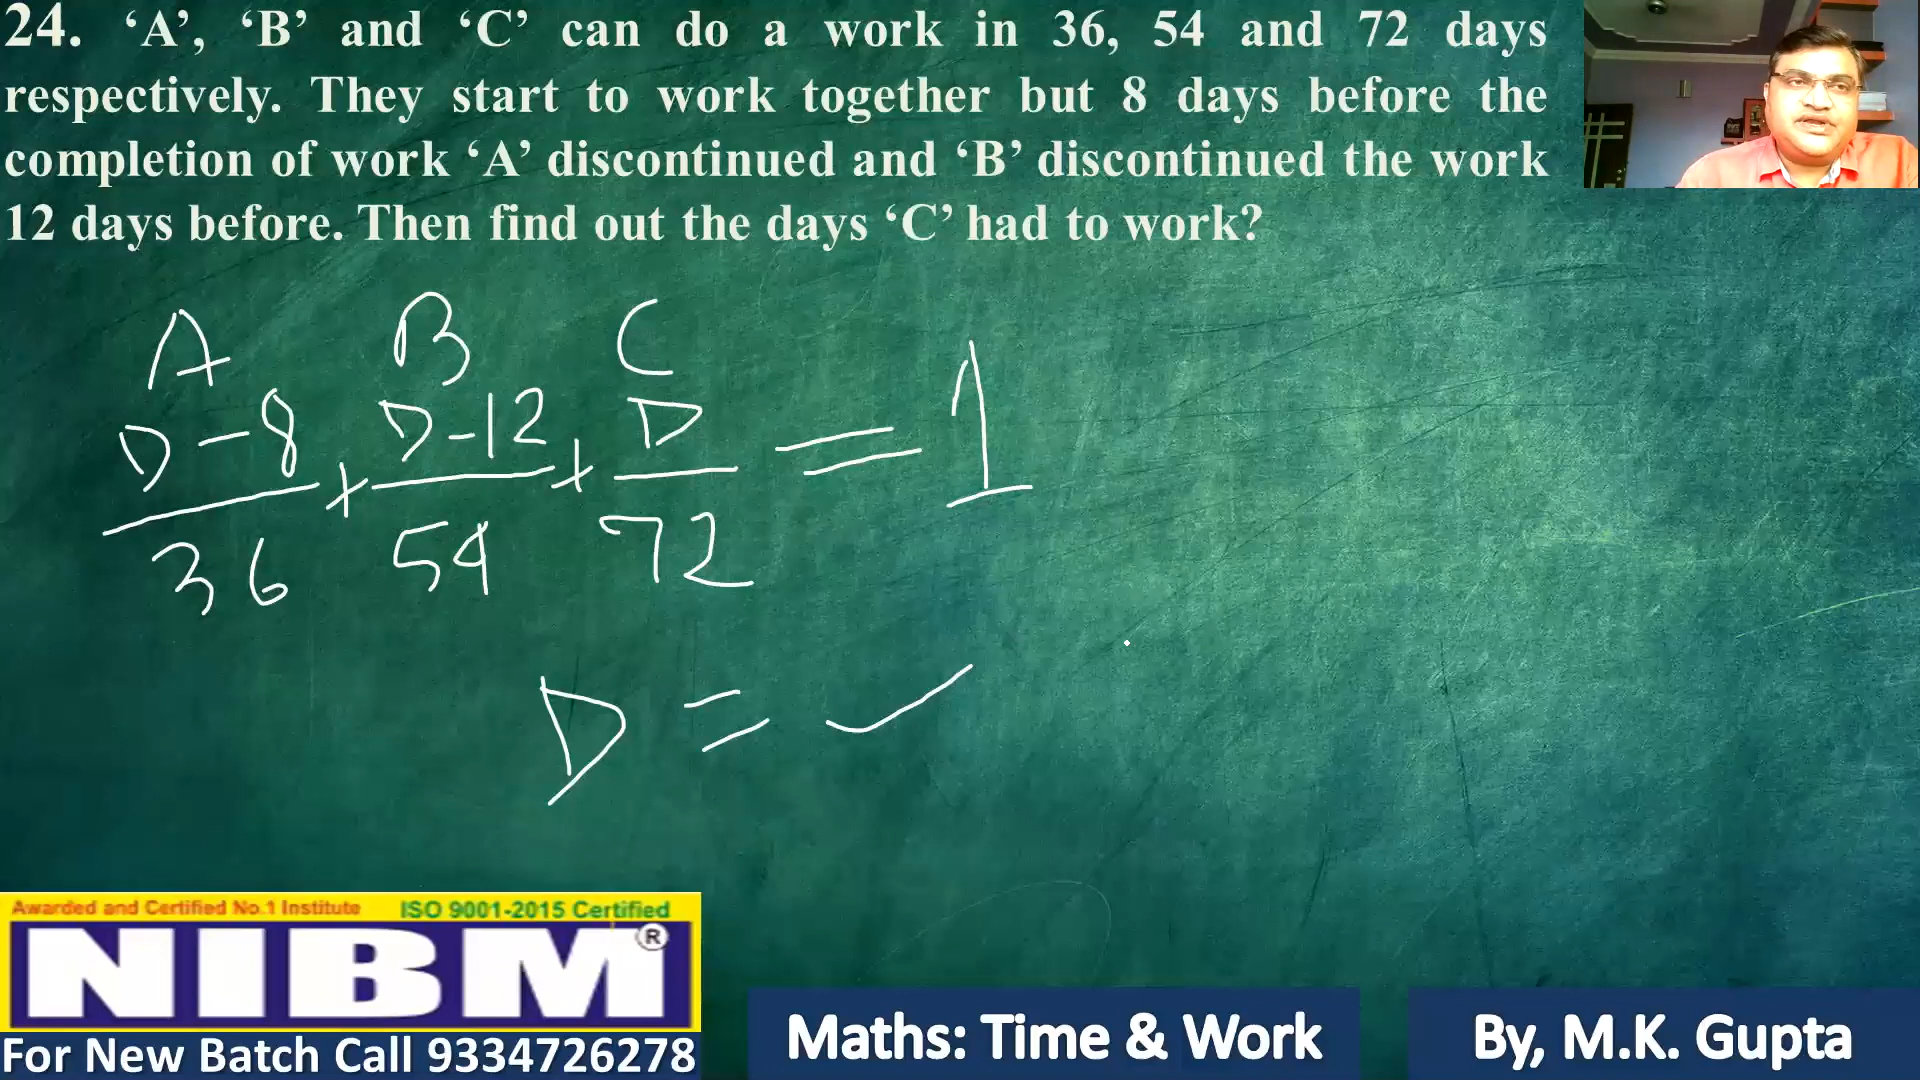 24. ‘A’, ‘B’ and ‘C’ can do a work in 36, 54 and 72 days
respectively. They start to work together but 8 days before the
completion of work ‘A’ discontinued and ‘B’ discontinued the work
12 days before. Then find out the days ‘C’ had to work?
A B C
D-8 + D-12 + D = 1
36 54 72
D =
Awarded and Certified No.1 Institute ISO 9001-2015 Certified
NIBM®
For New Batch Call 9334726278
Maths: Time & Work
By, M.K. Gupta